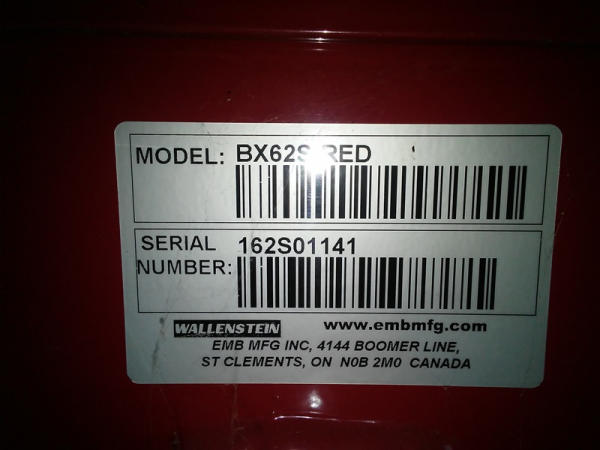 MODEL: BX62S RED
SERIAL NUMBER: 162S01141
WALLENSTEIN www.embmfg.com
EMB MFG INC, 4144 BOOMER LINE,
ST CLEMENTS, ON N0B 2M0 CANADA